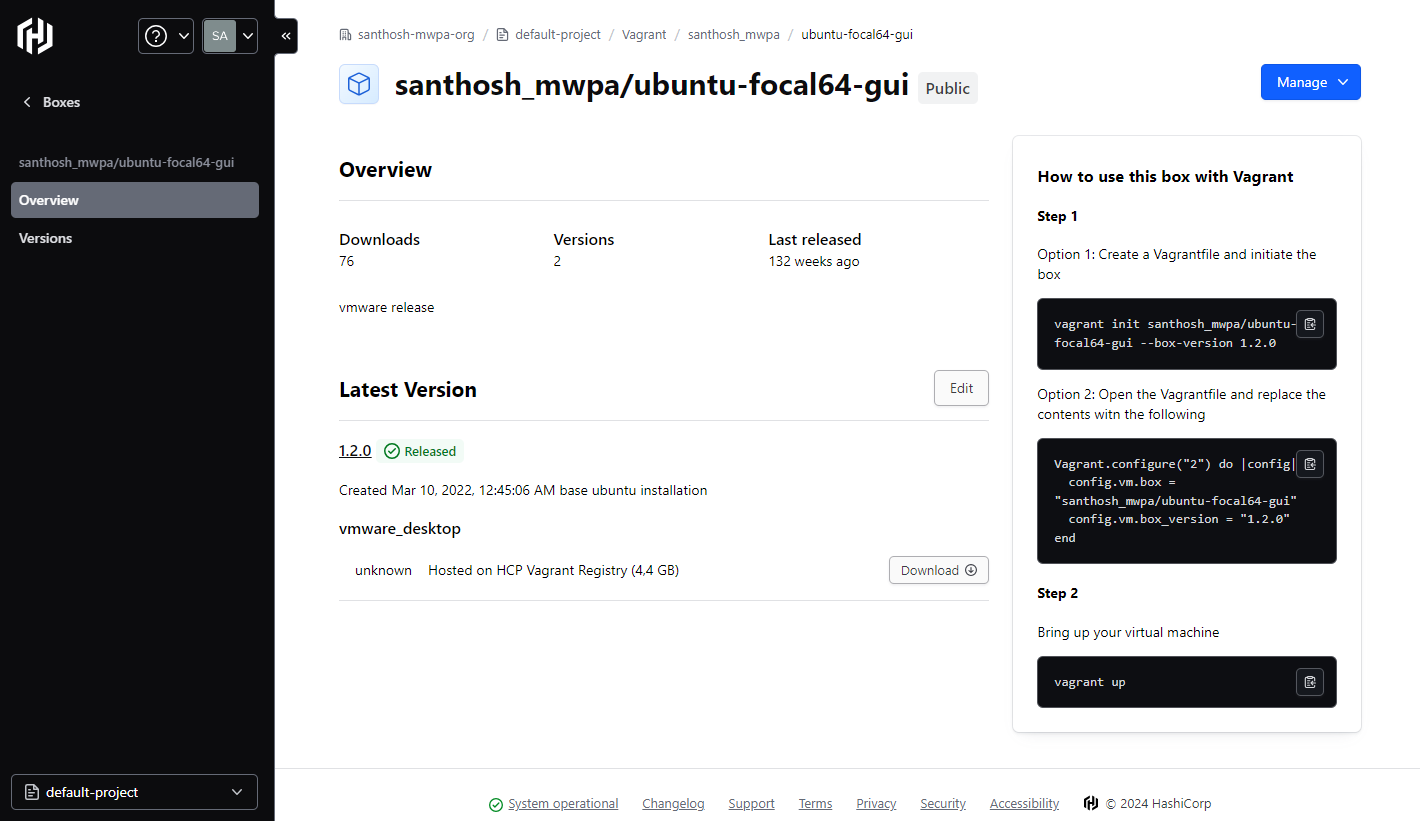 SA
Boxes
santhosh_mwpa/ubuntu-focal64-gui
Overview
Versions
default-project
santhosh-mwpa-org / default-project / Vagrant / santhosh_mwpa / ubuntu-focal64-gui
santhosh_mwpa/ubuntu-focal64-gui Public
Manage
Overview
Downloads Versions Last released
76 2 132 weeks ago
vmware release
Latest Version
Edit
1.2.0 Released
Created Mar 10, 2022, 12:45:06 AM base ubuntu installation
vmware_desktop
unknown Hosted on HCP Vagrant Registry (4,4 GB) Download
How to use this box with Vagrant
Step 1
Option 1: Create a Vagrantfile and initiate the
box
vagrant init santhosh_mwpa/ubuntu-
focal64-gui --box-version 1.2.0
Option 2: Open the Vagrantfile and replace the
contents witn the following
Vagrant.configure("2") do |config|
config.vm.box =
"santhosh_mwpa/ubuntu-focal64-gui"
config.vm.box_version = "1.2.0"
end
Step 2
Bring up your virtual machine
vagrant up
System operational Changelog Support Terms Privacy Security Accessibility © 2024 HashiCorp